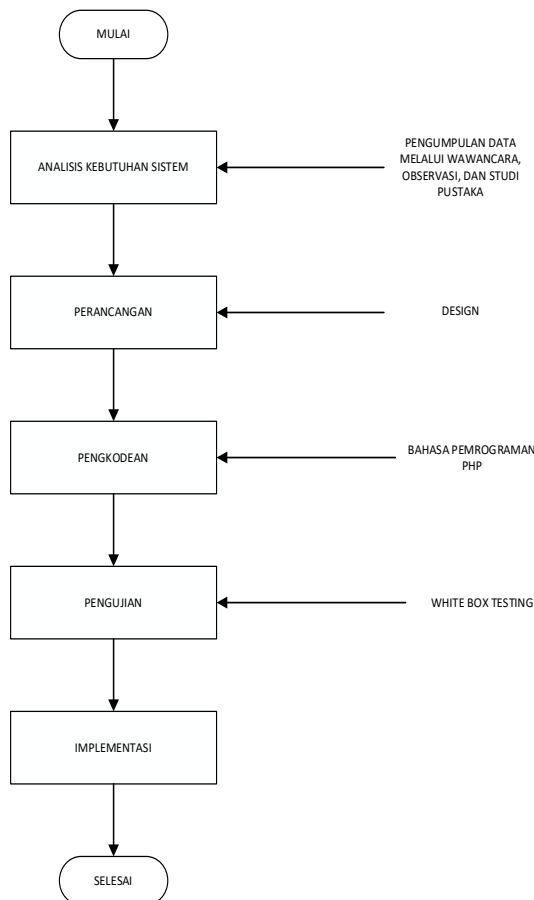 MULAI
ANALISIS KEBUTUHAN SISTEM
PENGUMPULAN DATA
MELALUI WAWANCARA,
OBSERVASI, DAN STUDI
PUSTAKA
PERANCANGAN
DESIGN
PENGKODEAN
BAHASA PEMROGRAMAN
PHP
PENGUJIAN
WHITE BOX TESTING
IMPLEMENTASI
SELESAI